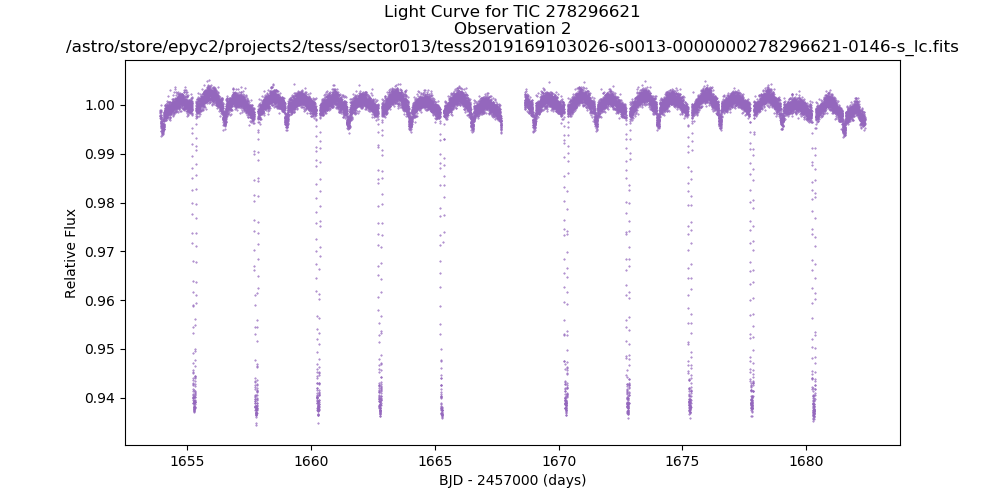 Light Curve for TIC 278296621
Observation 2
/astro/store/epyc2/projects2/tess/sector013/tess2019169103026-s0013-0000000278296621-0146-s_lc.fits
1.00
0.99
0.98
0.97
0.96
0.95
0.94
Relative Flux
1655
1660
1665
1670
1675
1680
BJD - 2457000 (days)